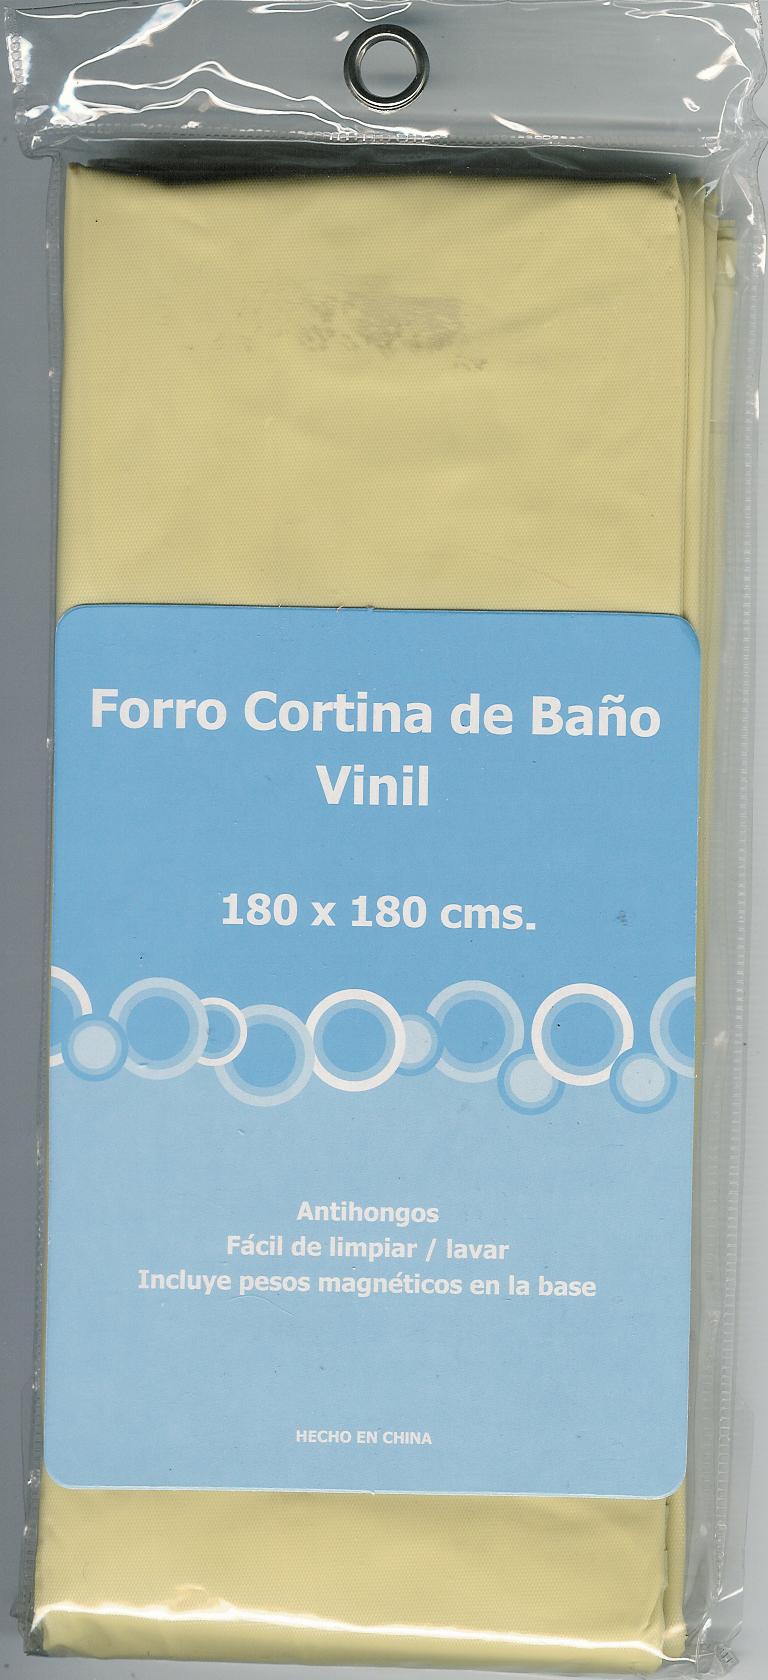 Forro Cortina de Baño
Vinil
180 x 180 cms.
Antihongos
Fácil de limpiar / lavar
Incluye pesos magnéticos en la base
HECHO EN CHINA